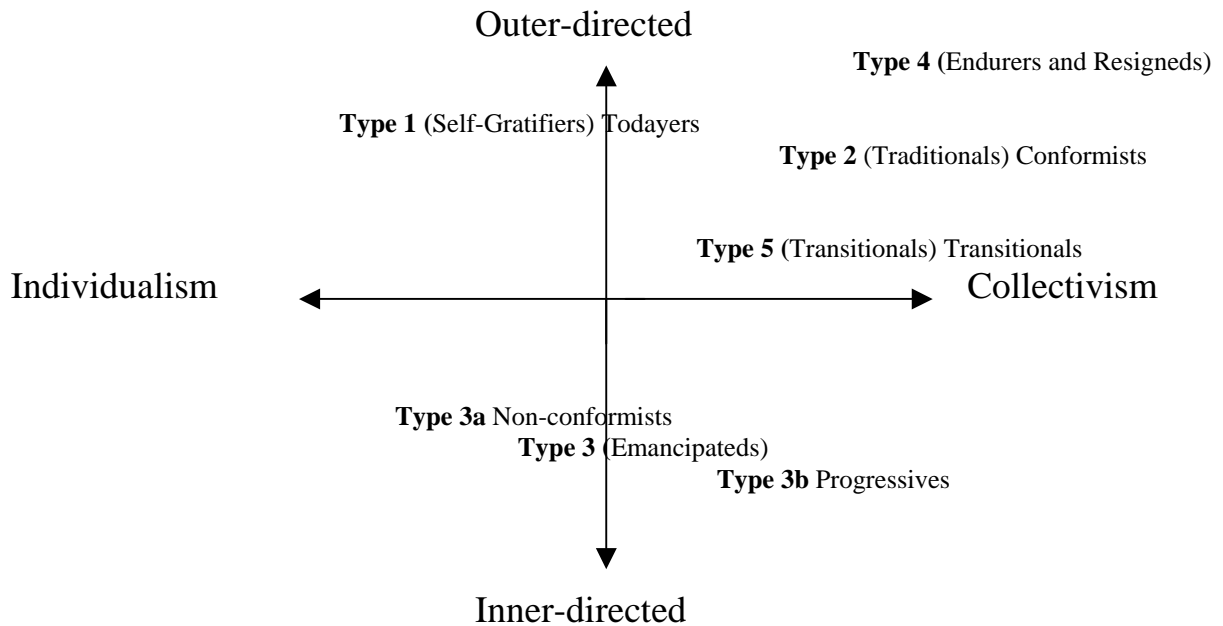 Outer-directed
Type 4 (Endurers and Resigneds)
Type 1 (Self-Gratifiers) Todayers
Type 2 (Traditionals) Conformists
Type 5 (Transitionals) Transitionals
Individualism
Collectivism
Type 3a Non-conformists
Type 3 (Emancipateds)
Type 3b Progressives
Inner-directed